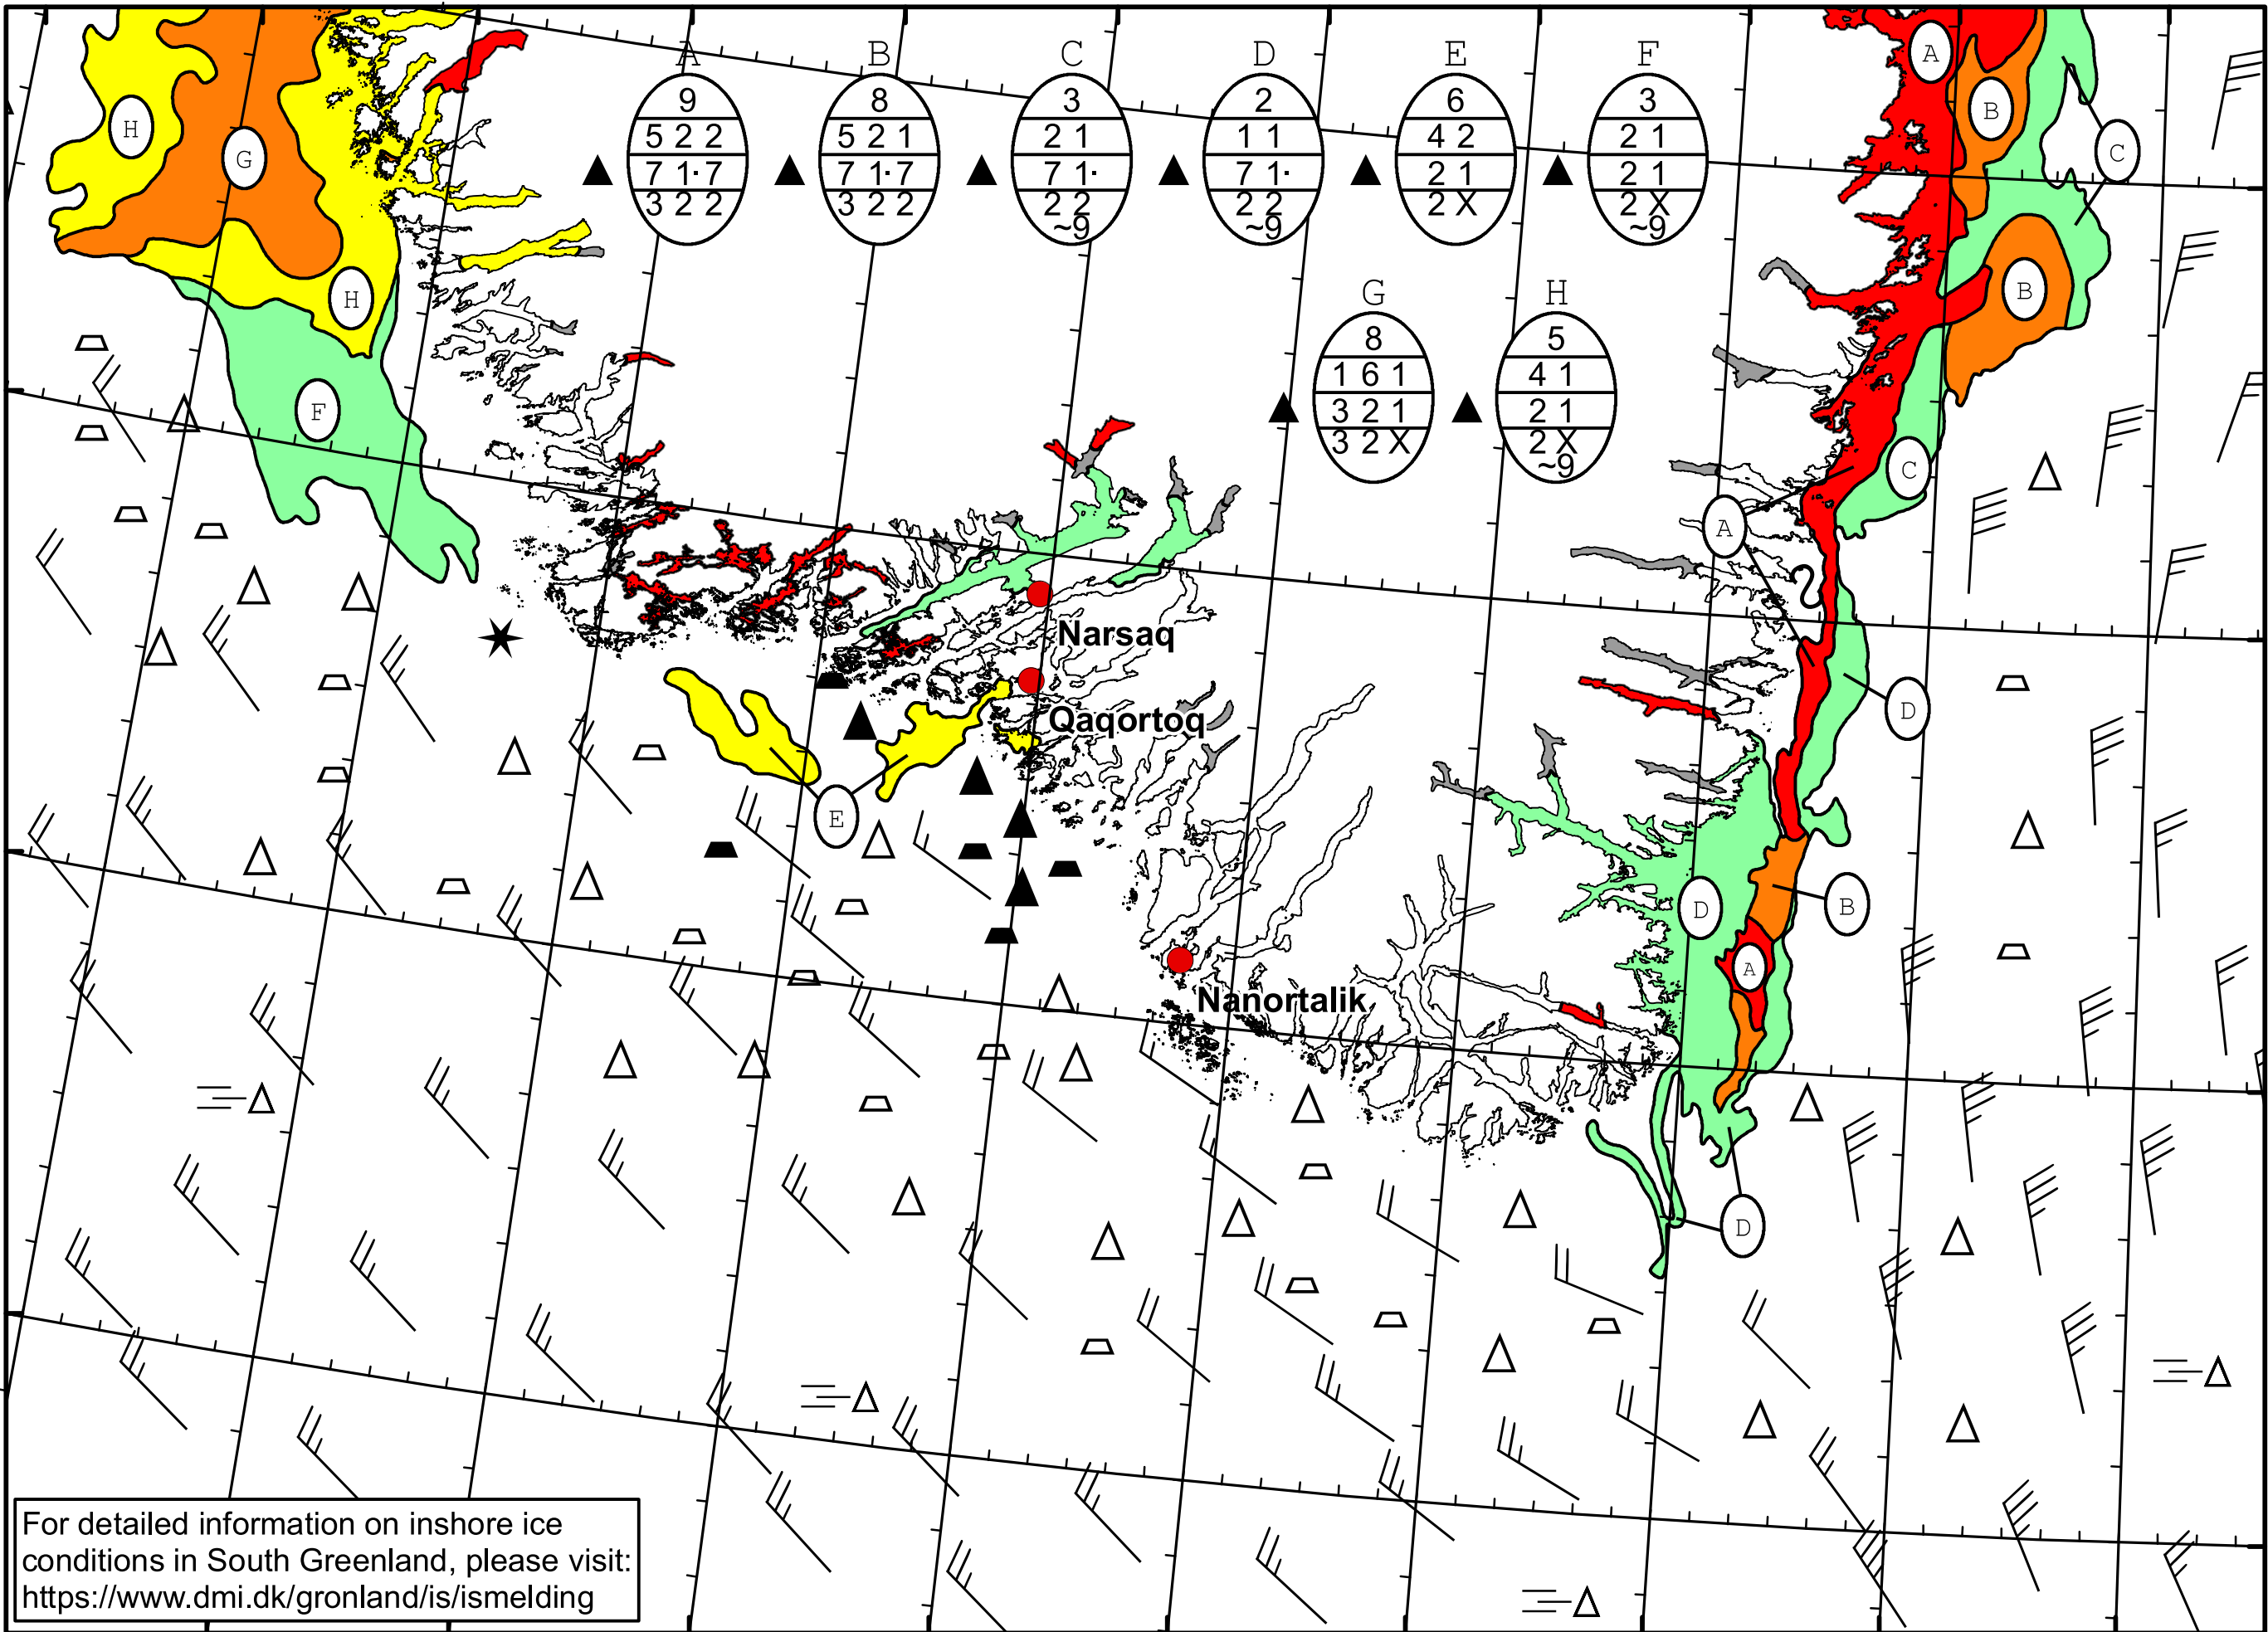 A B C D E F
9 8 3 2 6 3
5 2 2 5 2 1 2 1 1 1 4 2 2 1
7 1· 7 7 1· 7 7 1· 7 1· 2 1 2 1
3 2 2 3 2 2 2 2 2 2 2 X 2 X
~9 ~9 ~9
G H
8 5
1 6 1 4 1
3 2 1 2 1
3 2 X 2 X
~9
A
B
H
C
G
B
H
F
C
A
Narsaq
D
Qaqortoq
E
D
B
A
Nanortalik
D
For detailed information on inshore ice
conditions in South Greenland, please visit:
https://www.dmi.dk/gronland/is/ismelding